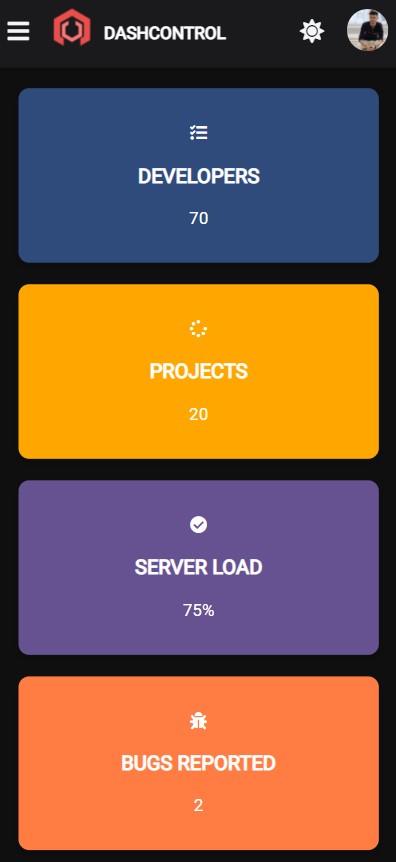 DASHCONTROL
DEVELOPERS
70
PROJECTS
20
SERVER LOAD
75%
BUGS REPORTED
2